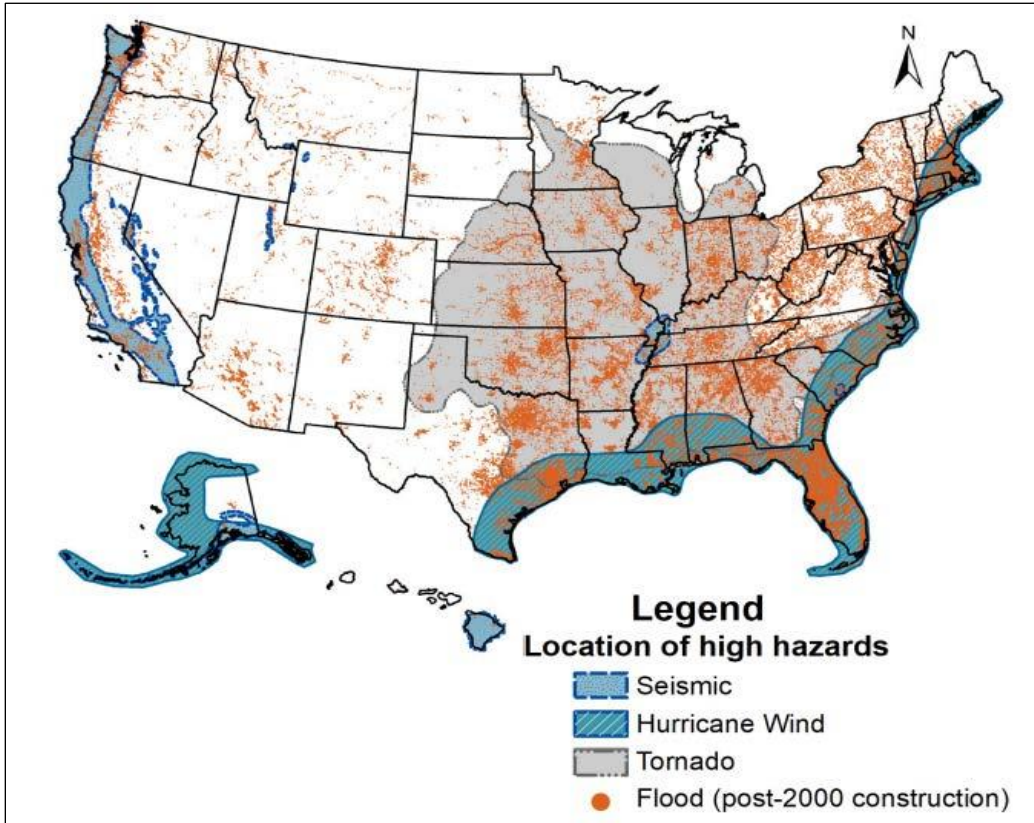 N
Legend
Location of high hazards
Seismic
Hurricane Wind
Tornado
Flood (post-2000 construction)